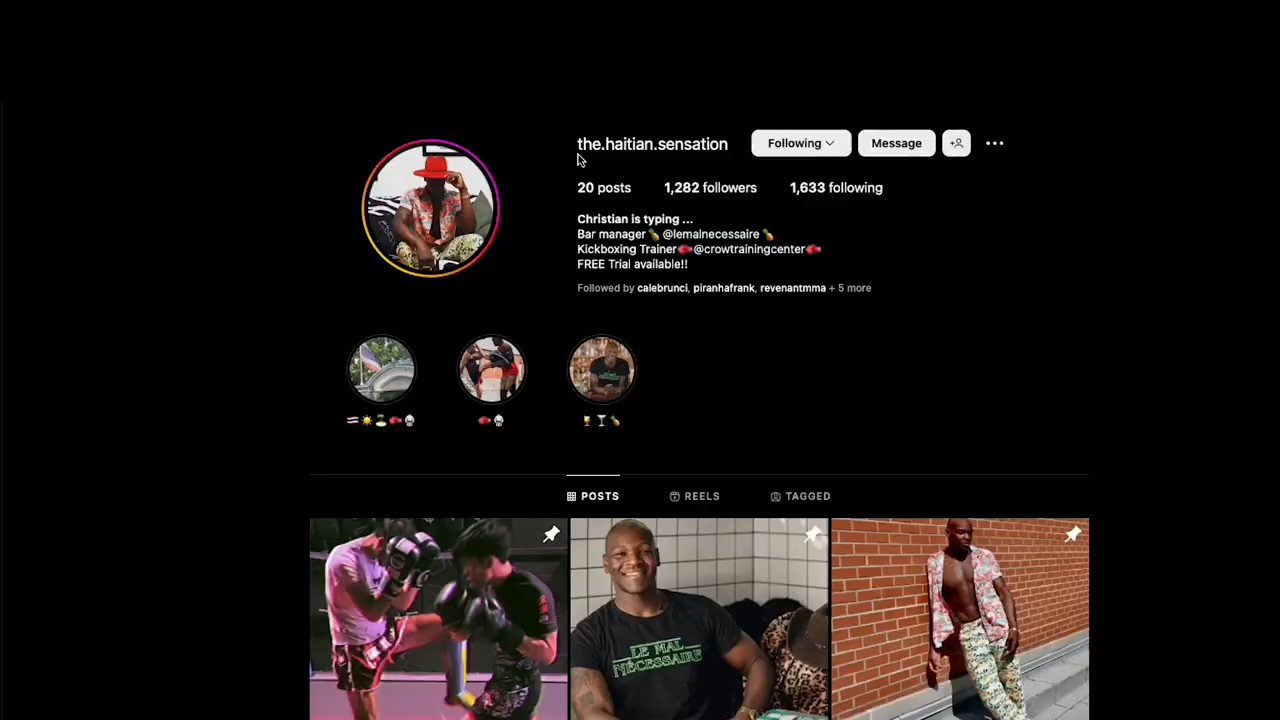 the.haitian.sensation Following Message
20 posts 1,282 followers 1,633 following
Christian is typing ...
Bar manager🍍@lemalnecessaire🍍
Kickboxing Trainer🥊@crowtrainingcenter🥊
FREE Trial available!!
Followed by calebrunci, piranhafrank, revenantmma + 5 more
POSTS REELS TAGGED
LE MAL
NÉCESSAIRE